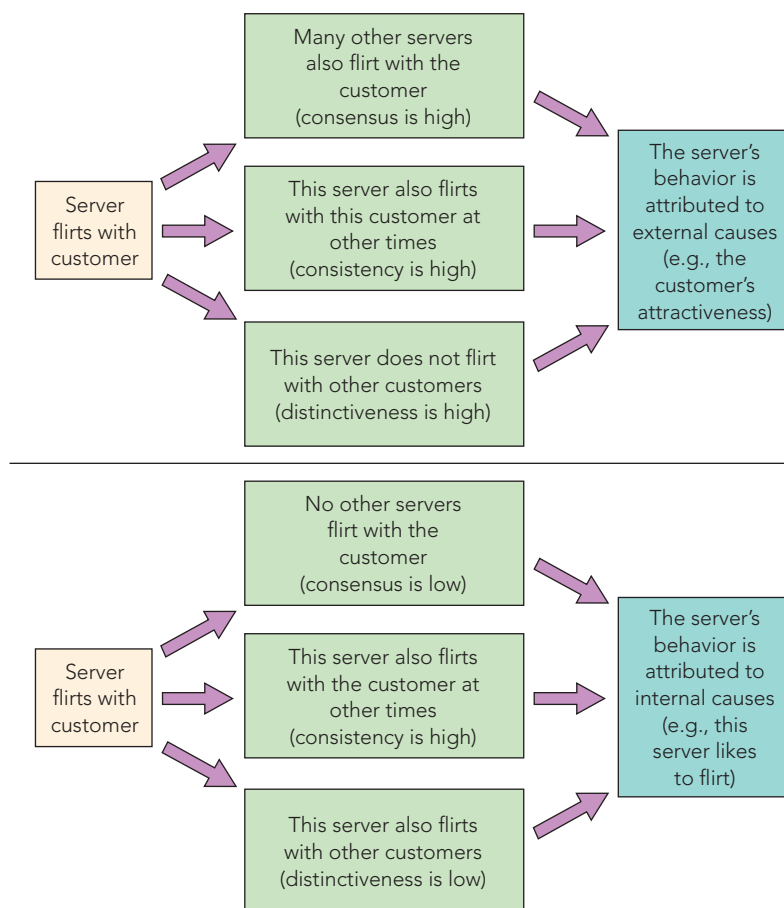 Many other servers
also flirt with the
customer
(consensus is high)
Server
flirts with
customer
This server also flirts
with this customer at
other times
(consistency is high)
The server’s
behavior is
attributed to
external causes
(e.g., the
customer’s
attractiveness)
This server does not flirt
with other customers
(distinctiveness is high)
No other servers
flirt with the
customer
(consensus is low)
Server
flirts with
customer
This server also flirts
with the customer at
other times
(consistency is high)
The server’s
behavior is
attributed to
internal causes
(e.g., this
server likes
to flirt)
This server also flirts
with other customers
(distinctiveness is low)